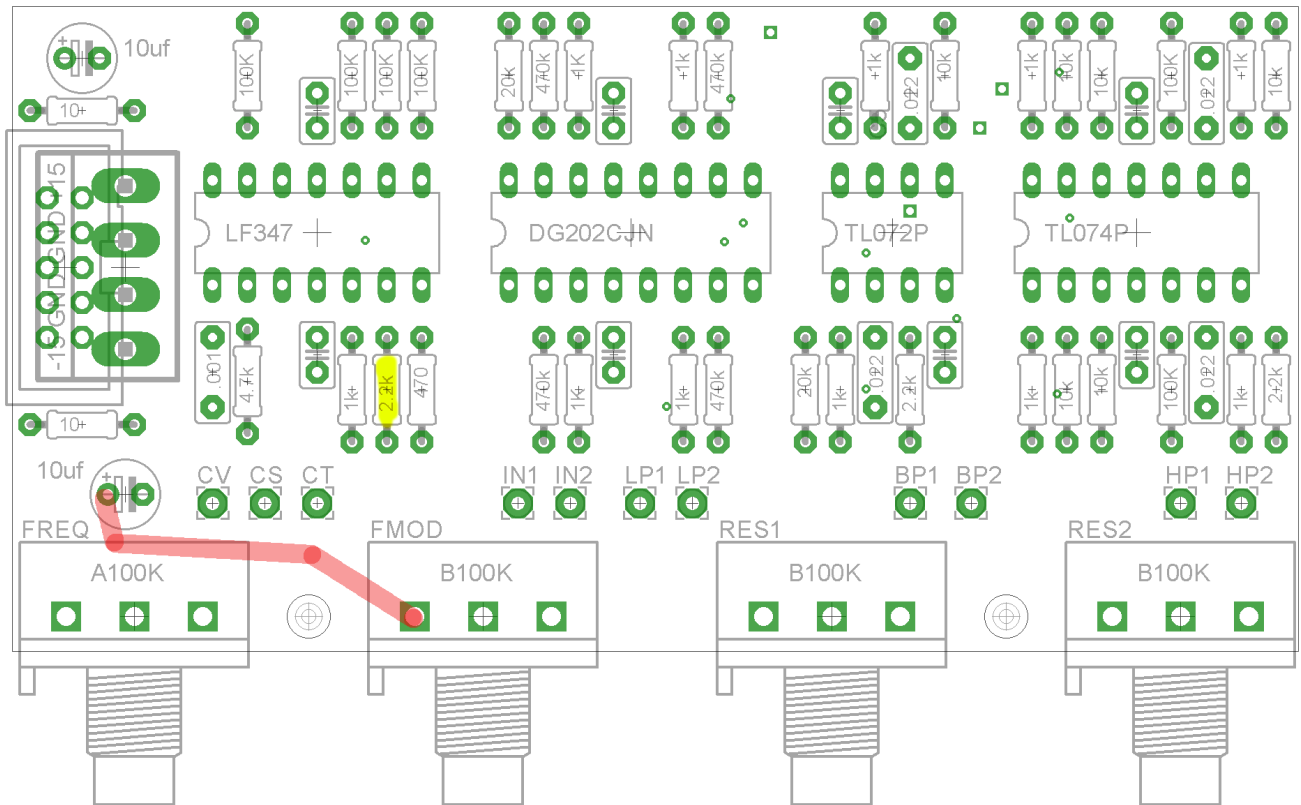 10uf
100K
100K
100K
100K
20k
470k
1K
1k
470k
1k
.022
10k
1k
10k
10k
100K
.022
1k
10k
10
-15 GND GND +15
LF347
DG202CJN
TL072P
TL074P
.001
4.7k
1k
2.2k
470
470k
1k
1k
470k
20k
1k
.022
2.2k
1k
10k
10k
100K
.022
1k
2.2k
10
10uf
CV CS CT IN1 IN2 LP1 LP2 BP1 BP2 HP1 HP2
FREQ FMOD RES1 RES2
A100K B100K B100K B100K